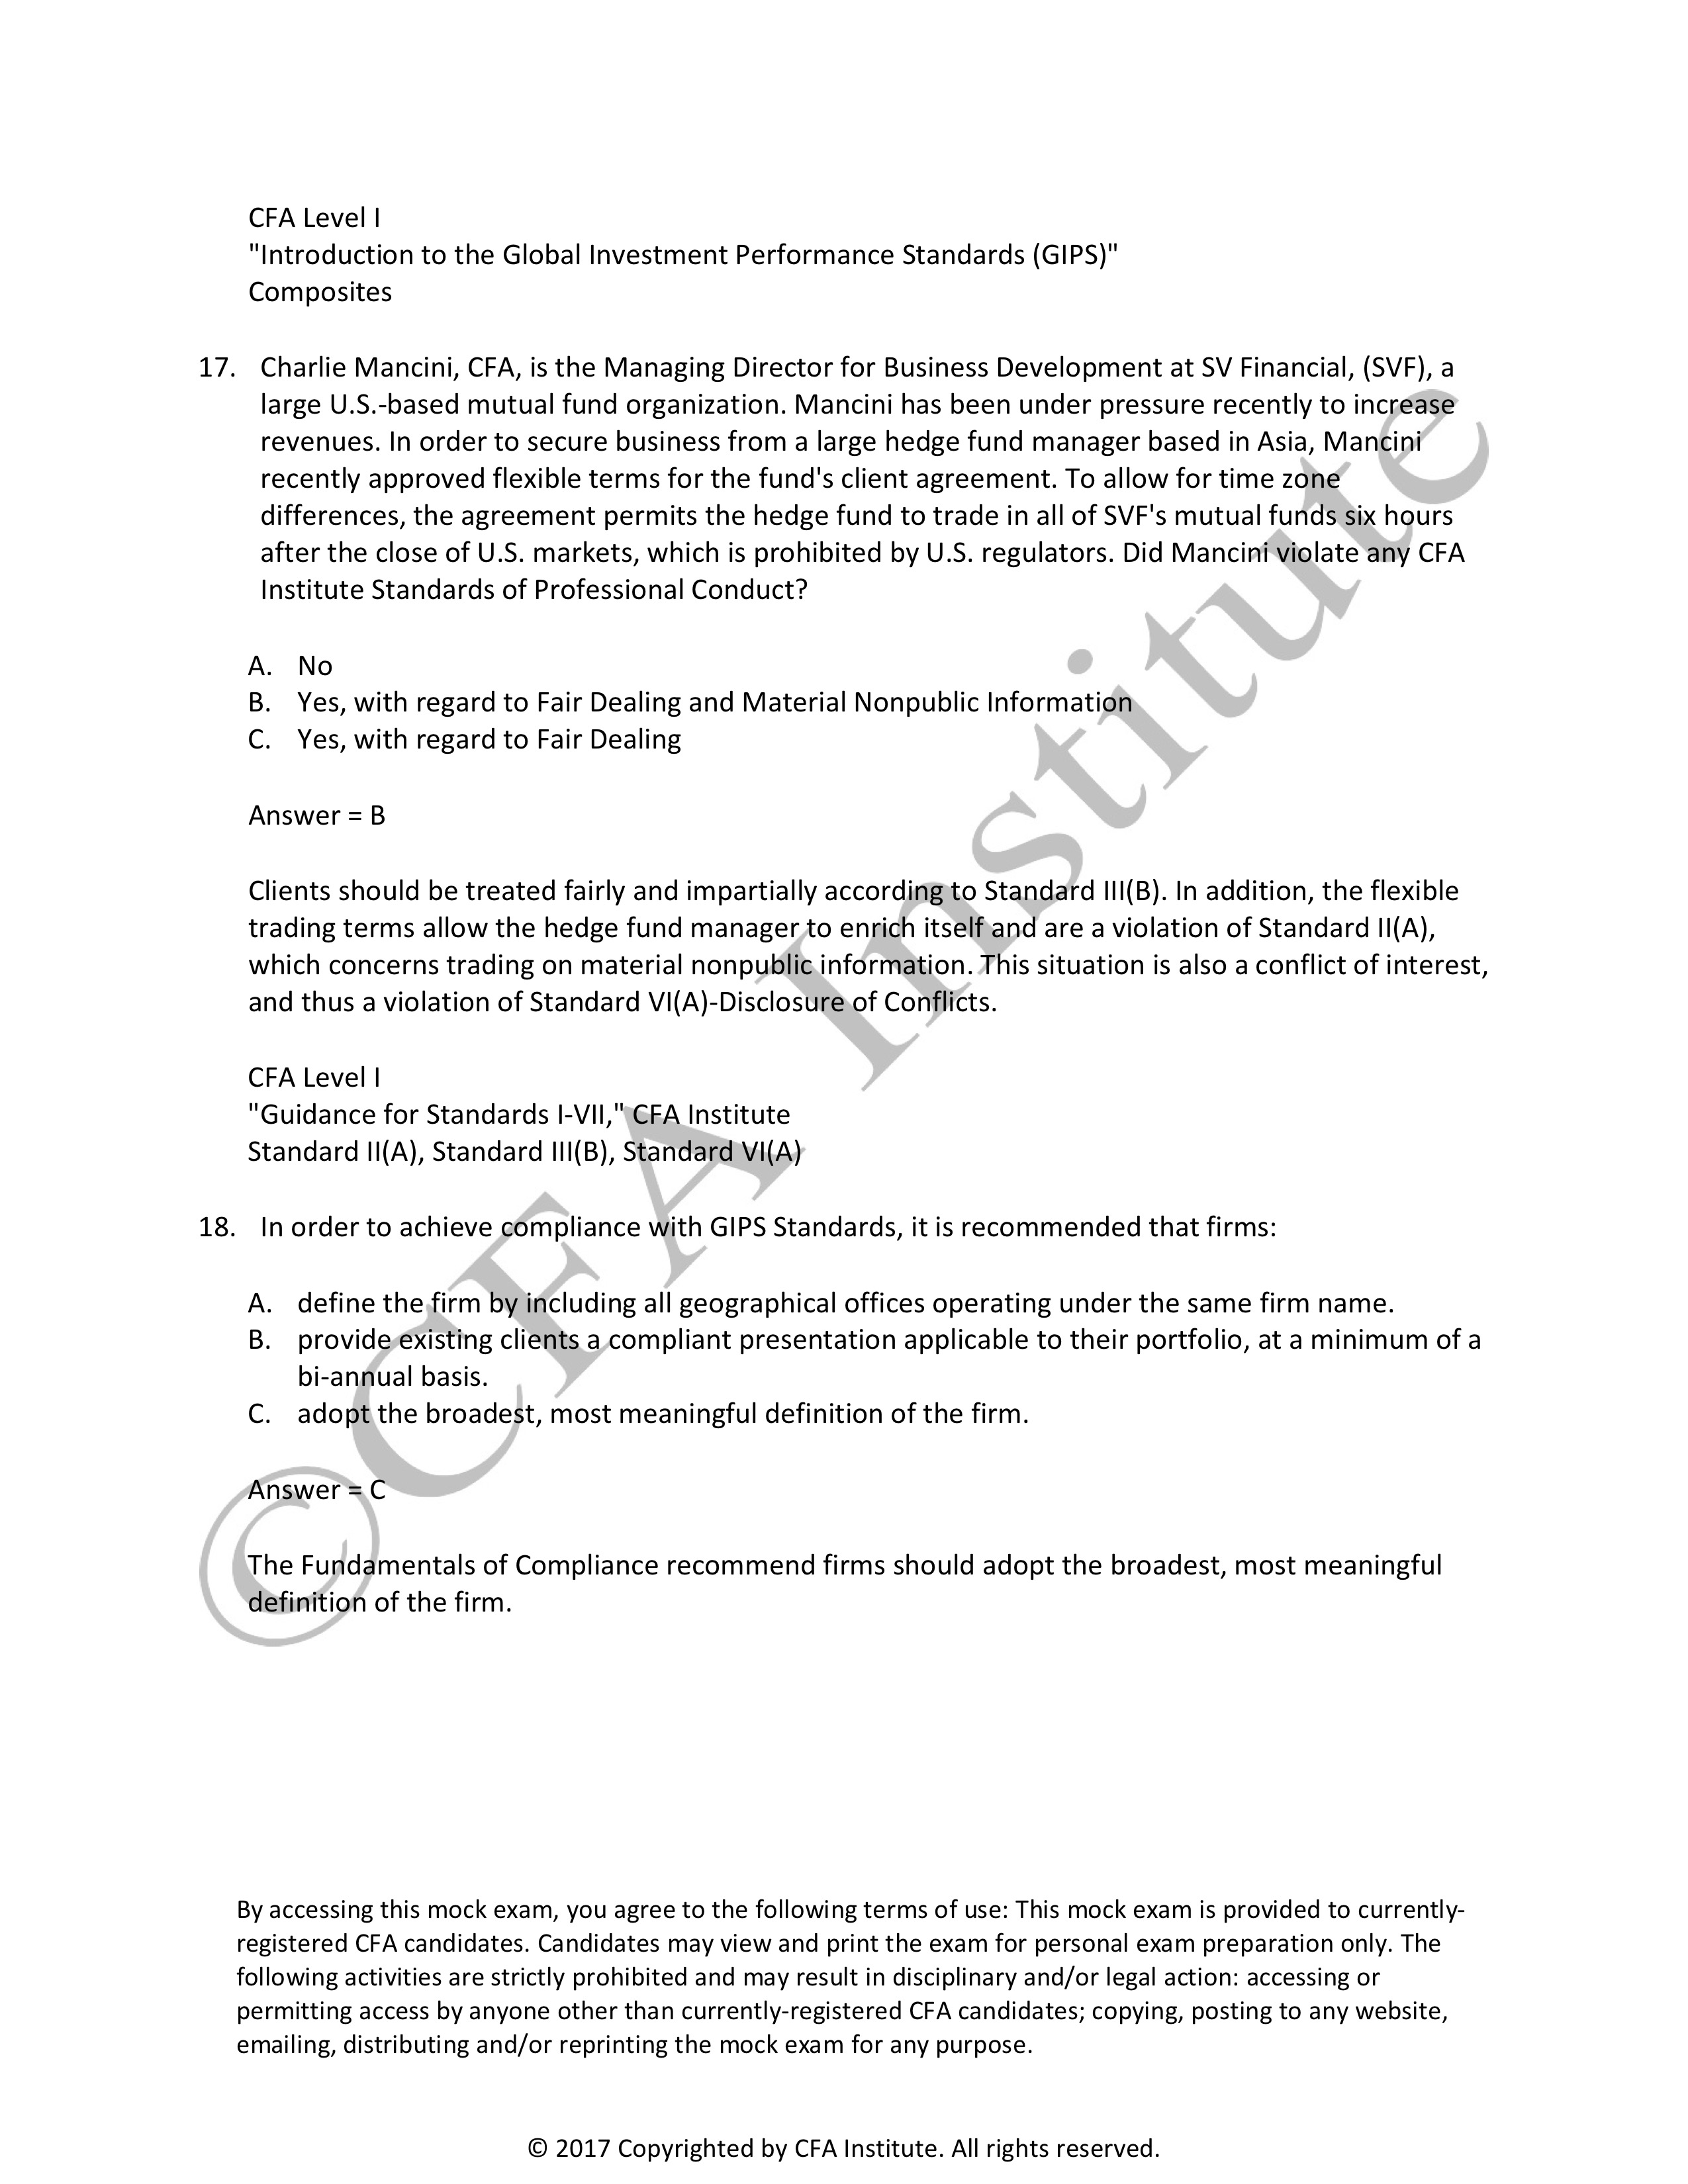 CFA Level I
"Introduction to the Global Investment Performance Standards (GIPS)"
Composites
17. Charlie Mancini, CFA, is the Managing Director for Business Development at SV Financial, (SVF), a
large U.S.-based mutual fund organization. Mancini has been under pressure recently to increase
revenues. In order to secure business from a large hedge fund manager based in Asia, Mancini
recently approved flexible terms for the fund's client agreement. To allow for time zone
differences, the agreement permits the hedge fund to trade in all of SVF's mutual funds six hours
after the close of U.S. markets, which is prohibited by U.S. regulators. Did Mancini violate any CFA
Institute Standards of Professional Conduct?
A. No
B. Yes, with regard to Fair Dealing and Material Nonpublic Information
C. Yes, with regard to Fair Dealing
Answer = B
Clients should be treated fairly and impartially according to Standard III(B). In addition, the flexible
trading terms allow the hedge fund manager to enrich itself and are a violation of Standard II(A),
which concerns trading on material nonpublic information. This situation is also a conflict of interest,
and thus a violation of Standard VI(A)-Disclosure of Conflicts.
CFA Level I
"Guidance for Standards I-VII," CFA Institute
Standard II(A), Standard III(B), Standard VI(A)
18. In order to achieve compliance with GIPS Standards, it is recommended that firms:
A. define the firm by including all geographical offices operating under the same firm name.
B. provide existing clients a compliant presentation applicable to their portfolio, at a minimum of a
bi-annual basis.
C. adopt the broadest, most meaningful definition of the firm.
Answer = C
The Fundamentals of Compliance recommend firms should adopt the broadest, most meaningful
definition of the firm.
©CFA Institute
By accessing this mock exam, you agree to the following terms of use: This mock exam is provided to currently-
registered CFA candidates. Candidates may view and print the exam for personal exam preparation only. The
following activities are strictly prohibited and may result in disciplinary and/or legal action: accessing or
permitting access by anyone other than currently-registered CFA candidates; copying, posting to any website,
emailing, distributing and/or reprinting the mock exam for any purpose.
© 2017 Copyrighted by CFA Institute. All rights reserved.